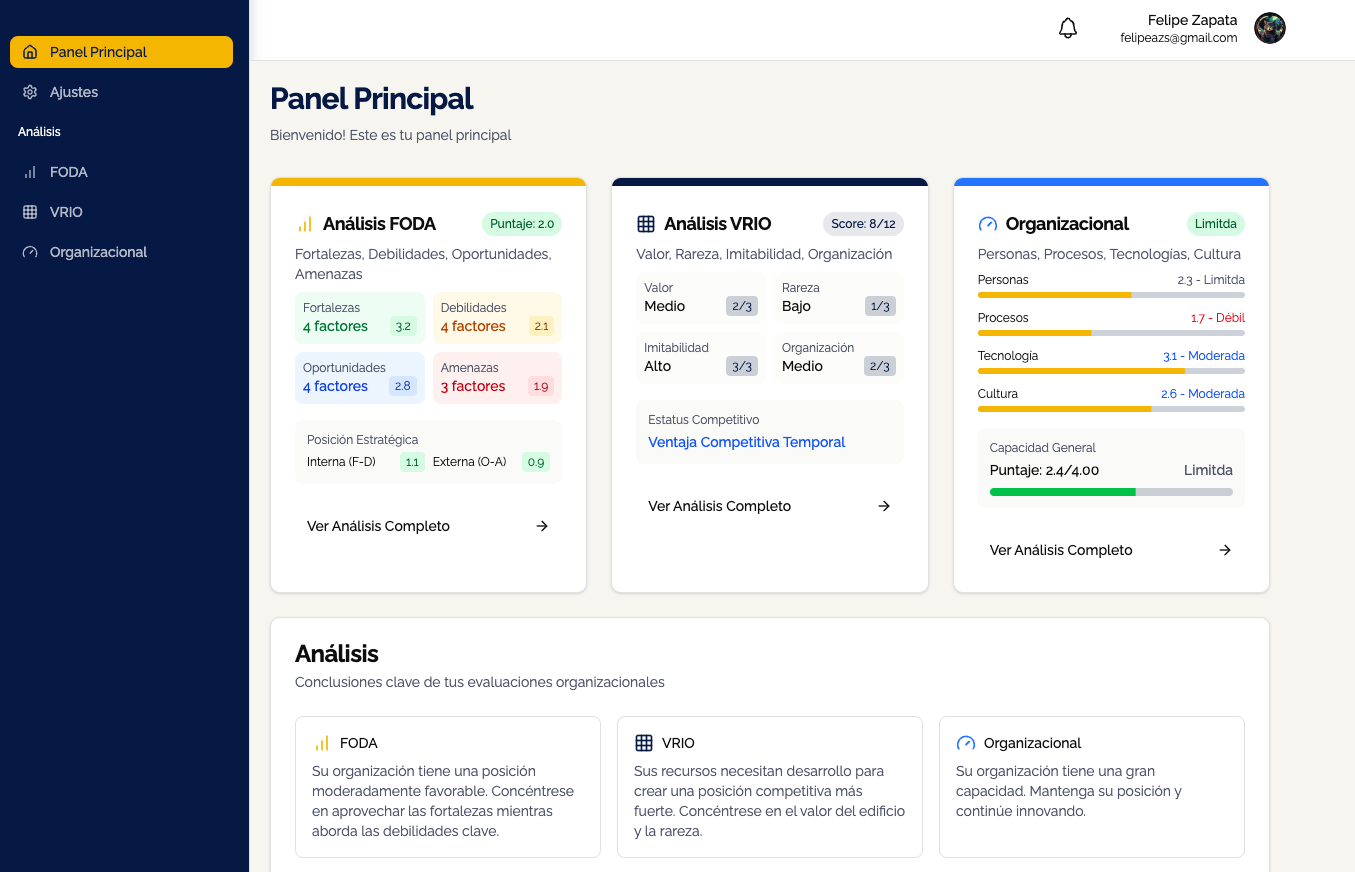 Panel Principal
Ajustes
Análisis
FODA
VRIO
Organizacional
Felipe Zapata
felipeazs@gmail.com
Panel Principal
Bienvenido! Este es tu panel principal
Análisis FODA
Puntaje: 2.0
Fortalezas, Debilidades, Oportunidades,
Amenazas
Fortalezas
4 factores
3.2
Debilidades
4 factores
2.1
Oportunidades
4 factores
2.8
Amenazas
3 factores
1.9
Posición Estratégica
Interna (F-D)
1.1
Externa (O-A)
0.9
Ver Análisis Completo
Análisis VRIO
Score: 8/12
Valor, Rareza, Imitabilidad, Organización
Valor
Medio
2/3
Rareza
Bajo
1/3
Imitabilidad
Alto
3/3
Organización
Medio
2/3
Estatus Competitivo
Ventaja Competitiva Temporal
Ver Análisis Completo
Organizacional
Limitda
Personas, Procesos, Tecnologías, Cultura
Personas
2.3 - Limitda
Procesos
1.7 - Débil
Tecnología
3.1 - Moderada
Cultura
2.6 - Moderada
Capacidad General
Puntaje: 2.4/4.00
Limitda
Ver Análisis Completo
Análisis
Conclusiones clave de tus evaluaciones organizacionales
FODA
Su organización tiene una posición
moderadamente favorable. Concéntrese
en aprovechar las fortalezas mientras
aborda las debilidades clave.
VRIO
Sus recursos necesitan desarrollo para
crear una posición competitiva más
fuerte. Concéntrese en el valor del edificio
y la rareza.
Organizacional
Su organización tiene una gran
capacidad. Mantenga su posición y
continúe innovando.